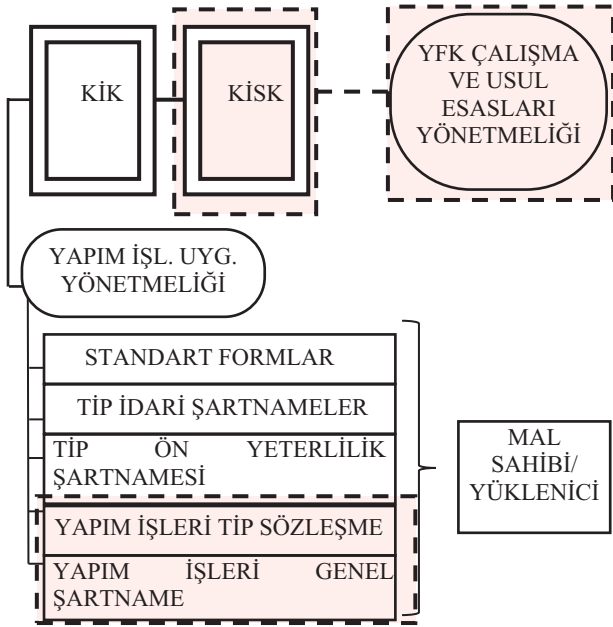 KİK
KİSK
YFK ÇALIŞMA
VE USUL
ESASLARI
YÖNETMELİĞİ
YAPIM İŞL. UYG.
YÖNETMELİĞİ
STANDART FORMLAR
TİP İDARİ ŞARTNAMELER
TİP ÖN YETERLİLİK
ŞARTNAMESİ
YAPIM İŞLERİ TİP SÖZLEŞME
YAPIM İŞLERİ GENEL
ŞARTNAME
MAL
SAHİBİ/
YÜKLENİCİ